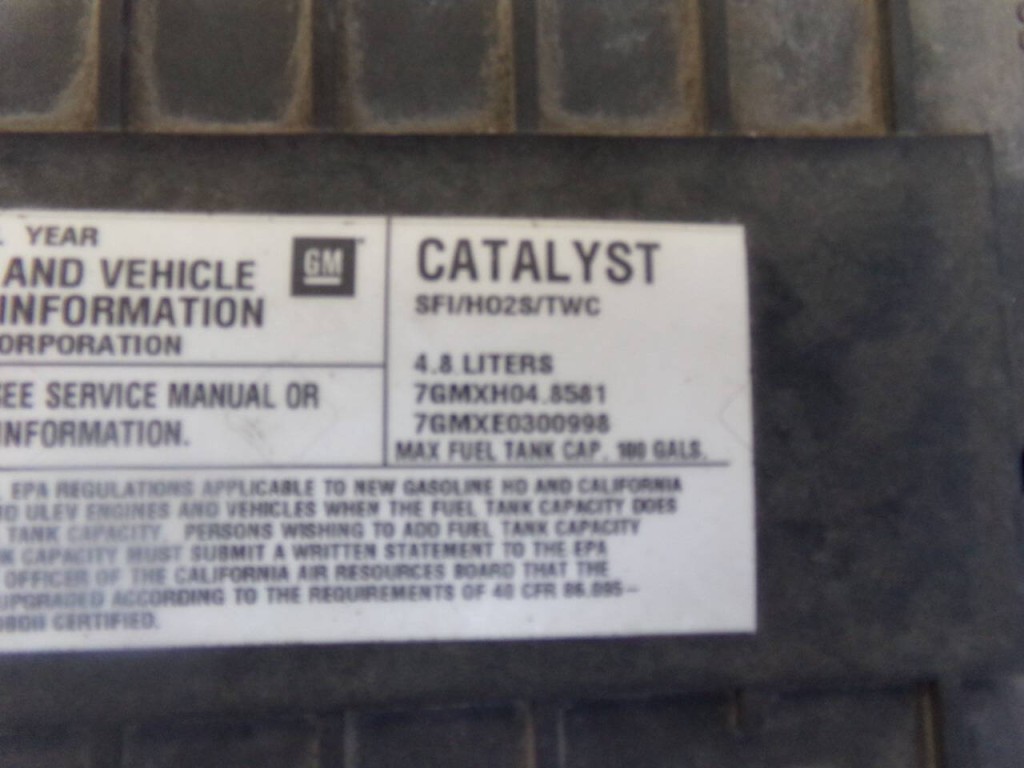 YEAR
AND VEHICLE
INFORMATION
ORPORATION
GM
SEE SERVICE MANUAL OR
INFORMATION.
CATALYST
SFI/HO2S/TWC
4.8 LITERS
7GMXH04.8581
7GMXE0300998
MAX FUEL TANK CAP. 100 GALS.
EPA REGULATIONS APPLICABLE TO NEW GASOLINE HD AND CALIFORNIA
ULEV ENGINES AND VEHICLES WHEN THE FUEL TANK CAPACITY DOES
TANK CAPACITY. PERSONS WISHING TO ADD FUEL TANK CAPACITY
CAPACITY MUST SUBMIT A WRITTEN STATEMENT TO THE EPA
OFFICER OF THE CALIFORNIA AIR RESOURCES BOARD THAT THE
UPGRADED ACCORDING TO THE REQUIREMENTS OF 40 CFR 86.095-
CERTIFIED.